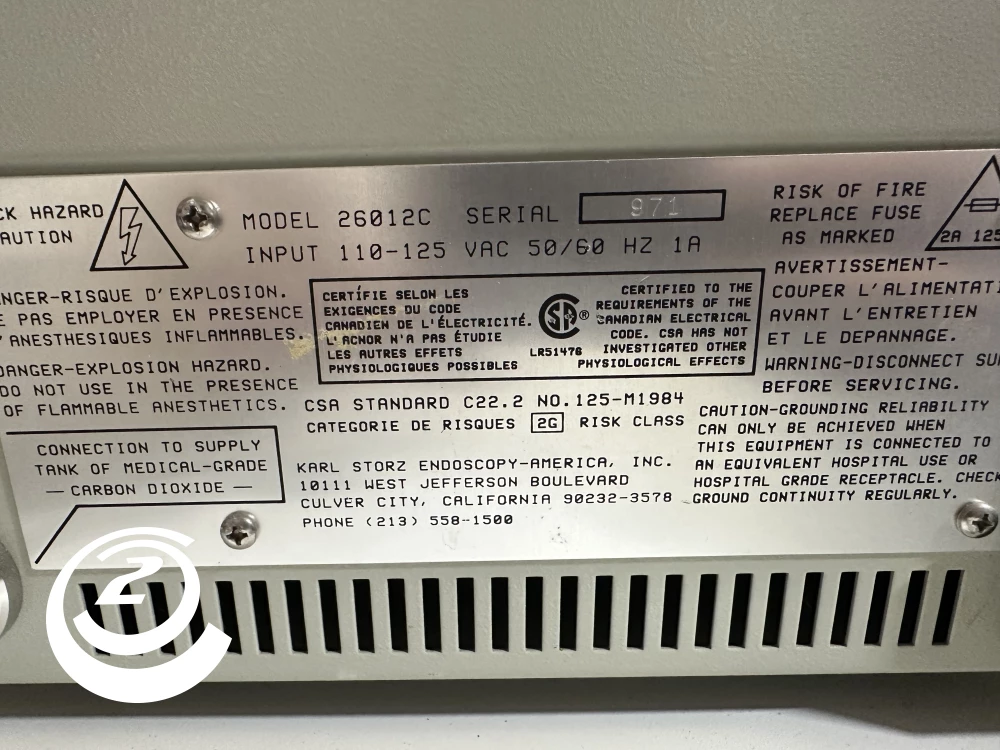 CK HAZARD
AUTION
MODEL 26012C SERIAL 971
INPUT 110-125 VAC 50/60 HZ 1A
RISK OF FIRE
REPLACE FUSE
AS MARKED
2A 125
NGER-RISQUE D'EXPLOSION.
E PAS EMPLOYER EN PRESENCE
'ANESTHESIQUES INFLAMMABLES.
DANGER-EXPLOSION HAZARD.
DO NOT USE IN THE PRESENCE
OF FLAMMABLE ANESTHETICS.
CERTIFÍE SELON LES
EXIGENCES DU CODE
CANADIEN DE L'ÉLECTRICITÉ.
L'ACNOR N'A PAS ÉTUDIE
LES AUTRES EFFETS
PHYSIOLOGIQUES POSSIBLES
SA ®
LR51476
CERTIFIED TO THE
REQUIREMENTS OF THE
CANADIAN ELECTRICAL
CODE. CSA HAS NOT
INVESTIGATED OTHER
PHYSIOLOGICAL EFFECTS
AVERTISSEMENT-
COUPER L'ALIMENTATI
AVANT L'ENTRETIEN
ET LE DEPANNAGE.
WARNING-DISCONNECT SU
BEFORE SERVICING.
CSA STANDARD C22.2 NO.125-M1984
CATEGORIE DE RISQUES 2G RISK CLASS
CONNECTION TO SUPPLY
TANK OF MEDICAL-GRADE
— CARBON DIOXIDE —
KARL STORZ ENDOSCOPY-AMERICA, INC.
10111 WEST JEFFERSON BOULEVARD
CULVER CITY, CALIFORNIA 90232-3578
PHONE (213) 558-1500
CAUTION-GROUNDING RELIABILITY
CAN ONLY BE ACHIEVED WHEN
THIS EQUIPMENT IS CONNECTED TO
AN EQUIVALENT HOSPITAL USE OR
HOSPITAL GRADE RECEPTACLE. CHECK
GROUND CONTINUITY REGULARLY.
2